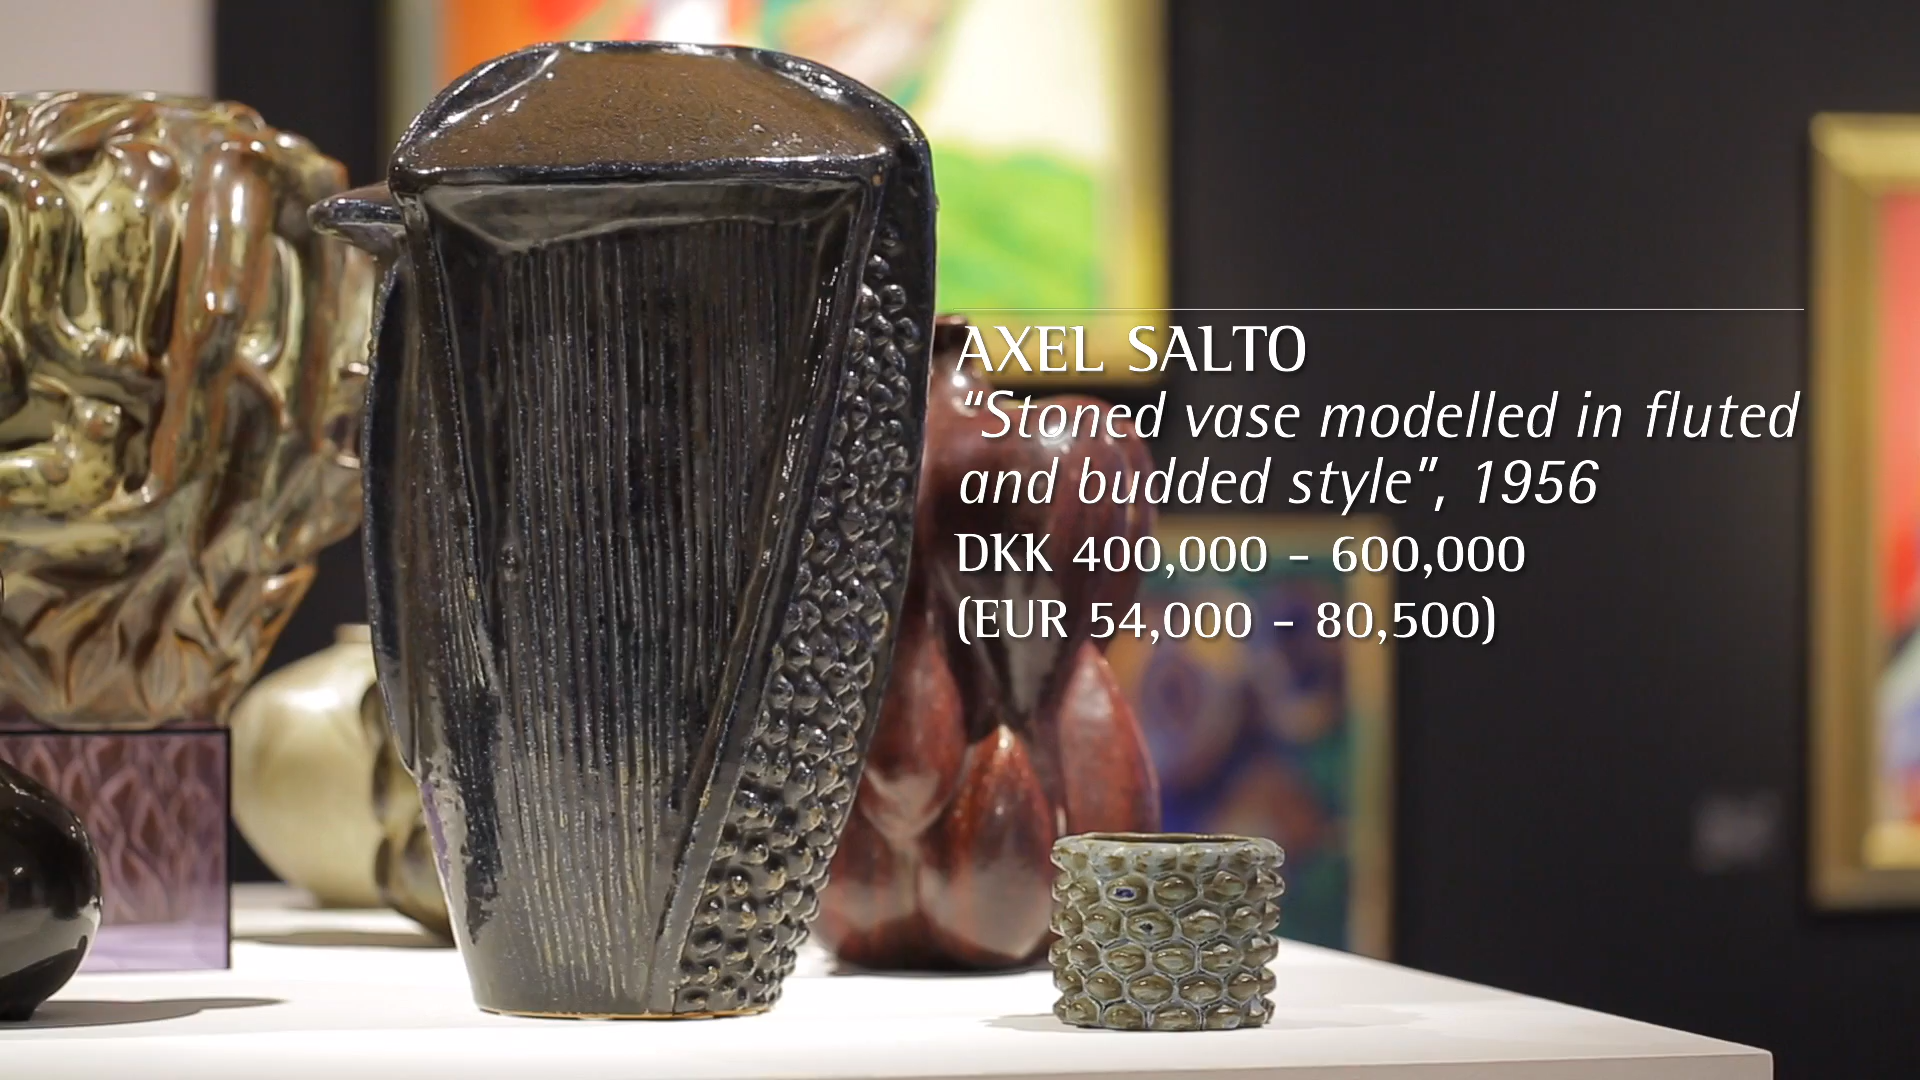 AXEL SALTO
“Stoned vase modelled in fluted
and budded style”, 1956
DKK 400,000 – 600,000
(EUR 54,000 – 80,500)